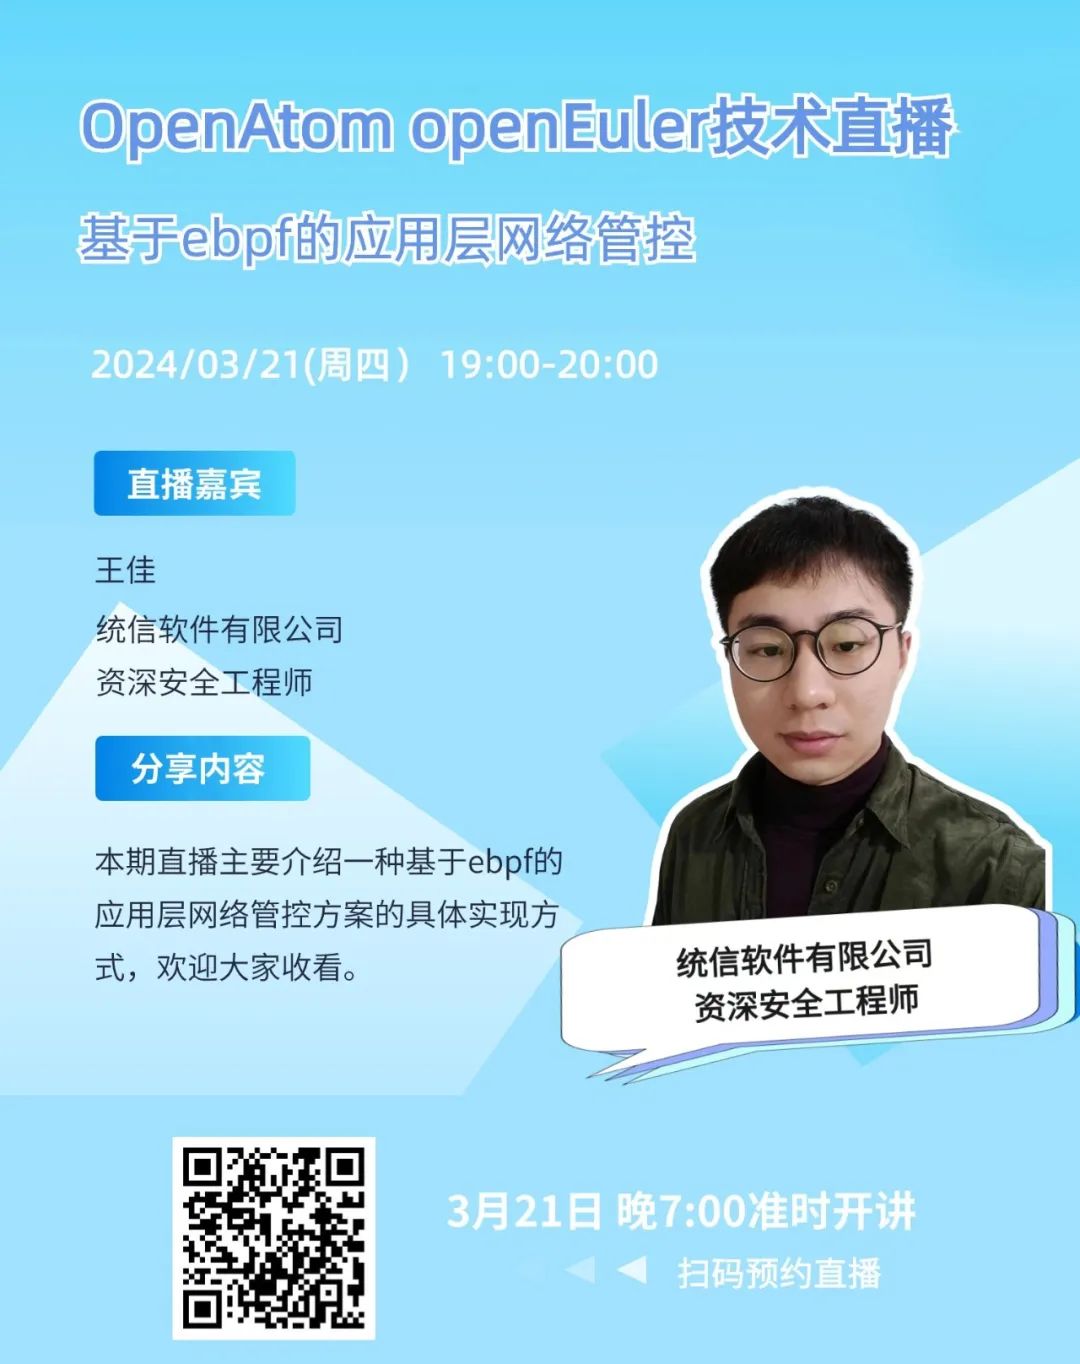 OpenAtom openEuler技术直播
基于ebpf的应用层网络管控
2024/03/21(周四） 19:00-20:00
直播嘉宾
王佳
统信软件有限公司
资深安全工程师
分享内容
本期直播主要介绍一种基于ebpf的
应用层网络管控方案的具体实现方
式，欢迎大家收看。
统信软件有限公司
资深安全工程师
3月21日 晚7:00准时开讲
扫码预约直播